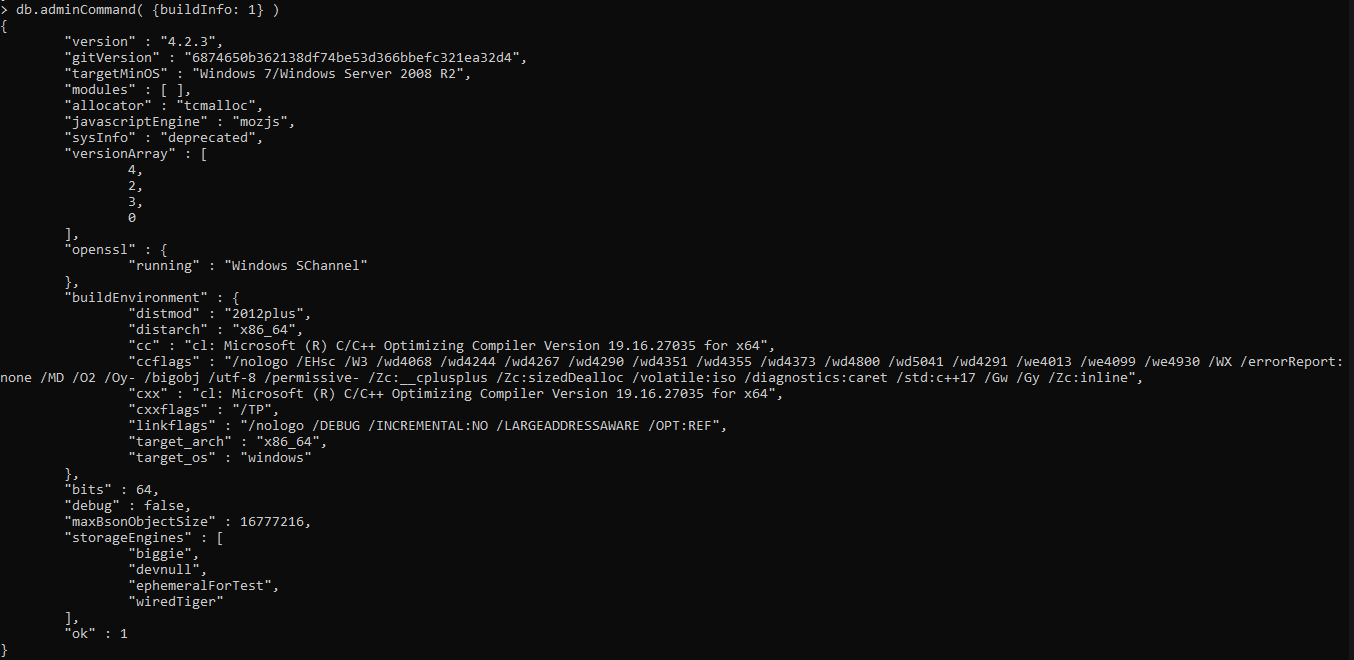 > db.adminCommand( {buildInfo: 1} )
{
        "version" : "4.2.3",
        "gitVersion" : "6874650b362138df74be53d366bbefc321ea32d4",
        "targetMinOS" : "Windows 7/Windows Server 2008 R2",
        "modules" : [ ],
        "allocator" : "tcmalloc",
        "javascriptEngine" : "mozjs",
        "sysInfo" : "deprecated",
        "versionArray" : [
                4,
                2,
                3,
                0
        ],
        "openssl" : {
                "running" : "Windows SChannel"
        },
        "buildEnvironment" : {
                "distmod" : "2012plus",
                "distarch" : "x86_64",
                "cc" : "cl: Microsoft (R) C/C++ Optimizing Compiler Version 19.16.27035 for x64",
                "ccflags" : "/nologo /EHsc /W3 /wd4068 /wd4244 /wd4267 /wd4290 /wd4351 /wd4355 /wd4373 /wd4800 /wd5041 /wd4291 /we4013 /we4099 /we4930 /WX /errorReport:
none /MD /O2 /Oy- /bigobj /utf-8 /permissive- /Zc:__cplusplus /Zc:sizedDealloc /volatile:iso /diagnostics:caret /std:c++17 /Gw /Gy /Zc:inline",
                "cxx" : "cl: Microsoft (R) C/C++ Optimizing Compiler Version 19.16.27035 for x64",
                "cxxflags" : "/TP",
                "linkflags" : "/nologo /DEBUG /INCREMENTAL:NO /LARGEADDRESSAWARE /OPT:REF",
                "target_arch" : "x86_64",
                "target_os" : "windows"
        },
        "bits" : 64,
        "debug" : false,
        "maxBsonObjectSize" : 16777216,
        "storageEngines" : [
                "biggie",
                "devnull",
                "ephemeralForTest",
                "wiredTiger"
        ],
        "ok" : 1
}